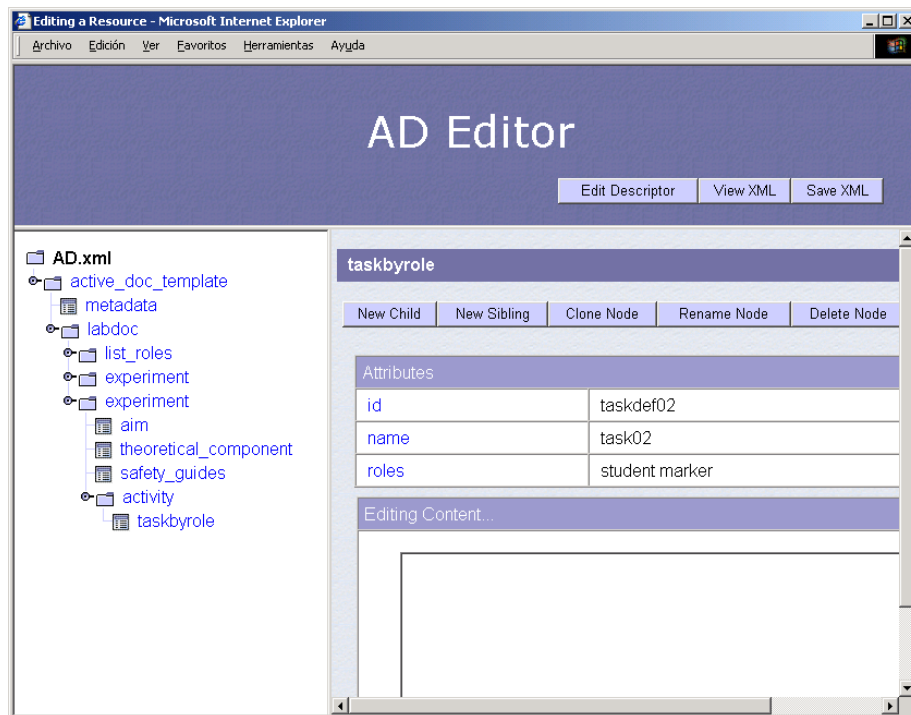 Editing a Resource - Microsoft Internet Explorer
Archivo Edición Ver Favoritos Herramientas Ayuda
AD Editor
Edit Descriptor View XML Save XML
AD.xml
active_doc_template
metadata
labdoc
list_roles
experiment
experiment
aim
theoretical_component
safety_guides
activity
taskbyrole
taskbyrole
New Child New Sibling Clone Node Rename Node Delete Node
Attributes
id taskdef02
name task02
roles student marker
Editing Content...